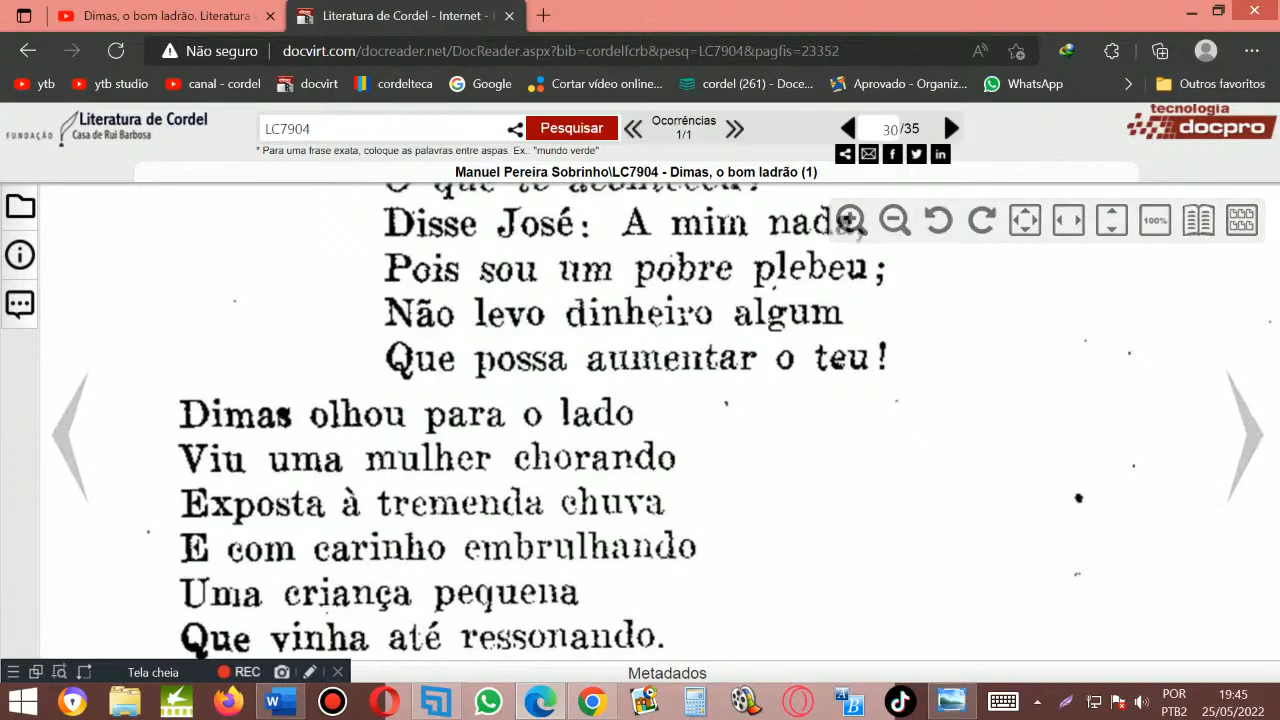 Dimas, o bom ladrão. Literatura
Literatura de Cordel - Internet -
Não seguro
docvirt.com/docreader.net/DocReader.aspx?bib=cordelfcrb&pesq=LC7904&pagfis=23352
ytb
ytb studio
canal - cordel
docvirt
cordelteca
Google
Cortar vídeo online...
cordel (261) - Doce...
Aprovado - Organiz...
WhatsApp
Outros favoritos
FUNDAÇÃO
Literatura de Cordel
Casa de Rui Barbosa
LC7904
Pesquisar
Ocorrências
1/1
30 /35
tecnologia
docpro
* Para uma frase exata, coloque as palavras entre aspas. Ex.. "mundo verde"
Manuel Pereira Sobrinho\LC7904 - Dimas, o bom ladrão (1)
100%
O que te aconteceu?
Disse José: A mim nada,
Pois sou um pobre plebeu;
Não levo dinheiro algum
Que possa aumentar o teu!
Dimas olhou para o lado
Viu uma mulher chorando
Exposta à tremenda chuva
E com carinho embrulhando
Uma criança pequena
Que vinha até ressonando.
Tela cheia
REC
Metadados
POR
PTB2
19:45
25/05/2022